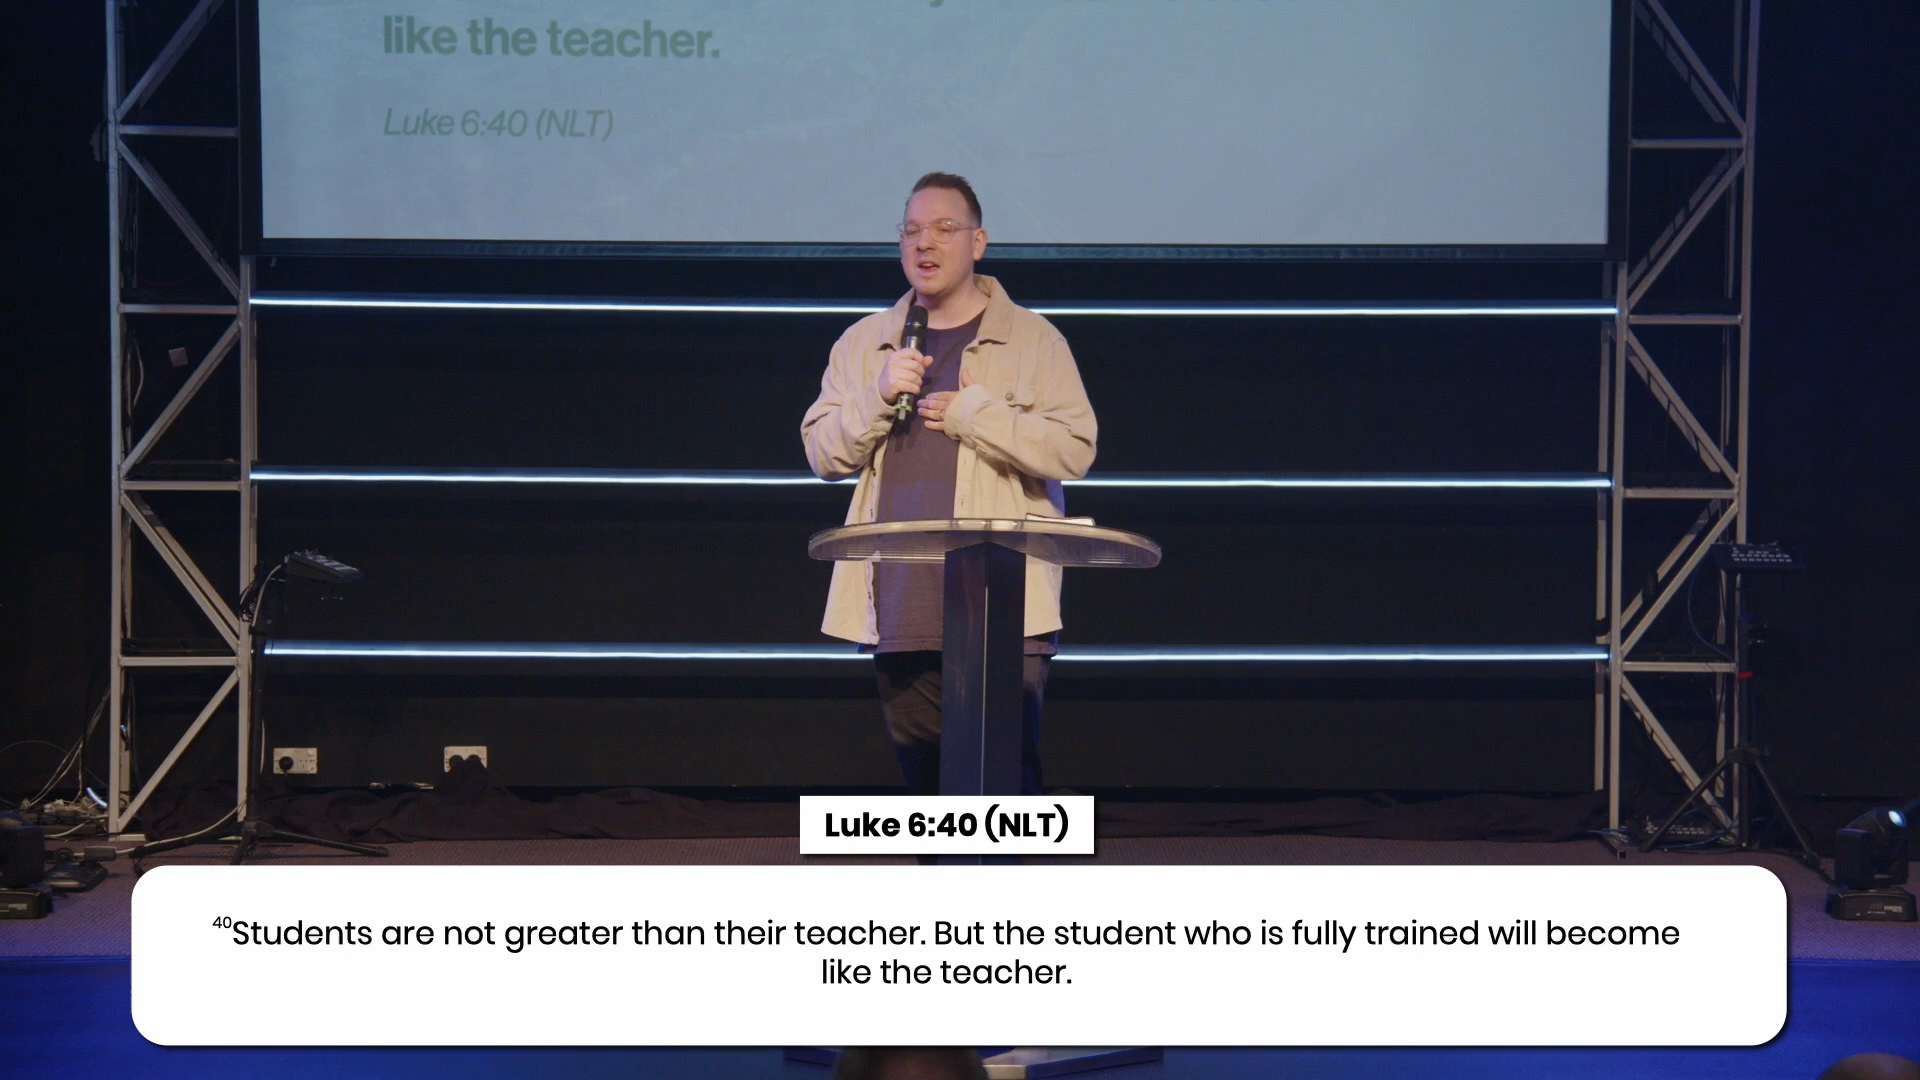 like the teacher.
Luke 6:40 (NLT)
Luke 6:40 (NLT)
40Students are not greater than their teacher. But the student who is fully trained will become
like the teacher.